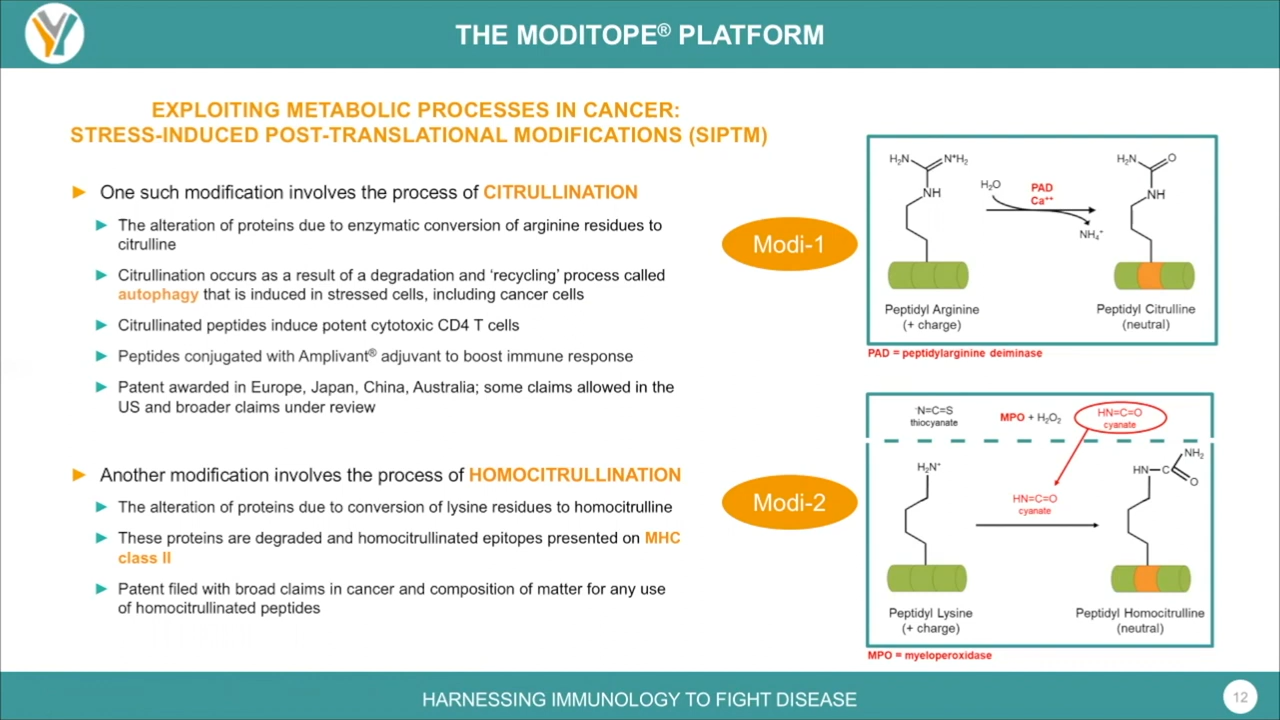 THE MODITOPE® PLATFORM
EXPLOITING METABOLIC PROCESSES IN CANCER:
STRESS-INDUCED POST-TRANSLATIONAL MODIFICATIONS (SIPTM)
► One such modification involves the process of CITRULLINATION
► The alteration of proteins due to enzymatic conversion of arginine residues to
citrulline
► Citrullination occurs as a result of a degradation and ‘recycling’ process called
autophagy that is induced in stressed cells, including cancer cells
► Citrullinated peptides induce potent cytotoxic CD4 T cells
► Peptides conjugated with Amplivant® adjuvant to boost immune response
► Patent awarded in Europe, Japan, China, Australia; some claims allowed in the
US and broader claims under review
► Another modification involves the process of HOMOCITRULLINATION
► The alteration of proteins due to conversion of lysine residues to homocitrulline
► These proteins are degraded and homocitrullinated epitopes presented on MHC
class II
► Patent filed with broad claims in cancer and composition of matter for any use
of homocitrullinated peptides
Modi-1
H₂N N⁺H₂
NH
H₂O
PAD
Ca⁺⁺
NH₄⁺
H₂N O
NH
Peptidyl Arginine
(+ charge)
Peptidyl Citrulline
(neutral)
PAD = peptidylarginine deiminase
Modi-2
⁻N=C=S
thiocyanate
MPO + H₂O₂
HN=C=O
cyanate
H₂N⁺
HN=C=O
cyanate
NH₂
HN—C
O
Peptidyl Lysine
(+ charge)
Peptidyl Homocitrulline
(neutral)
MPO = myeloperoxidase
HARNESSING IMMUNOLOGY TO FIGHT DISEASE
12